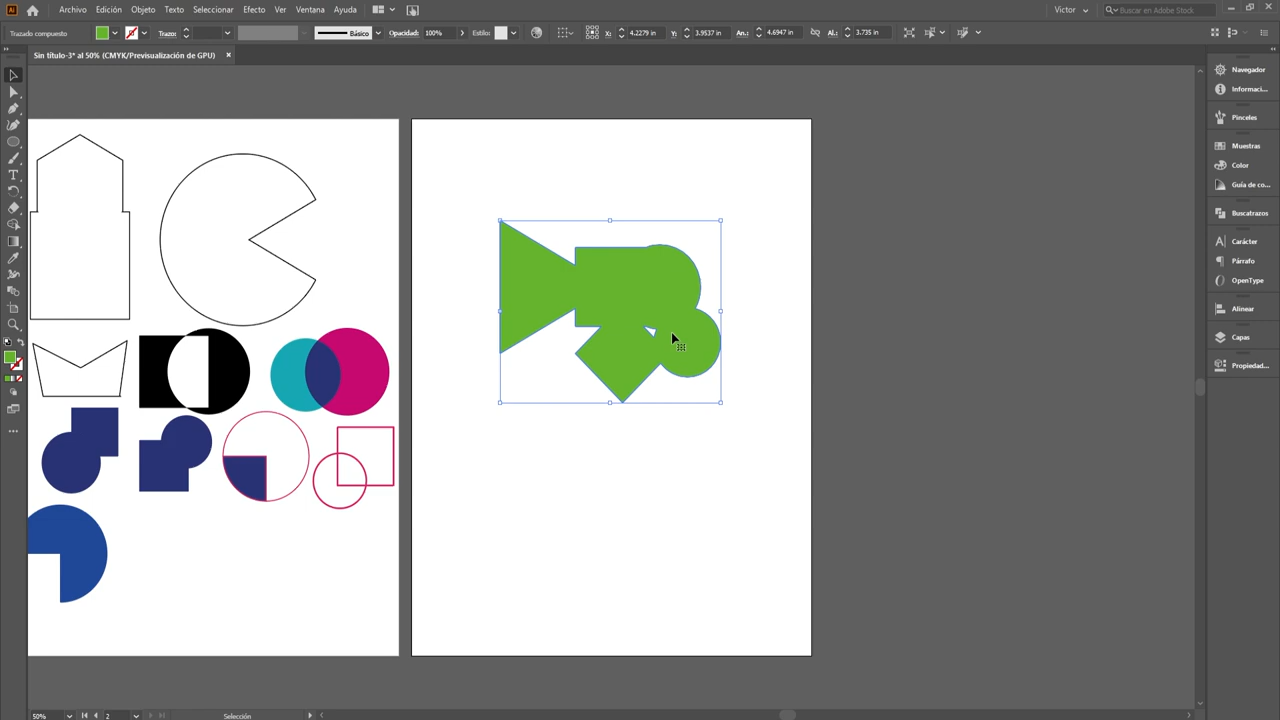 Ai
Archivo Edición Objeto Texto Seleccionar Efecto Ver Ventana Ayuda Victor Buscar en Adobe Stock
Trazado compuesto Trazo: Básico Opacidad: 100% Estilo: X: 4.2279 in Y: 3.9537 in An.: 4.6947 in Al.: 3.735 in
Sin título-3* al 50% (CMYK/Previsualización de GPU) ×
Navegador
Informaci...
Pinceles
Muestras
Color
Guía de co...
Buscatrazos
Carácter
Párrafo
OpenType
Alinear
Capas
Propiedad...
50% 2 Selección